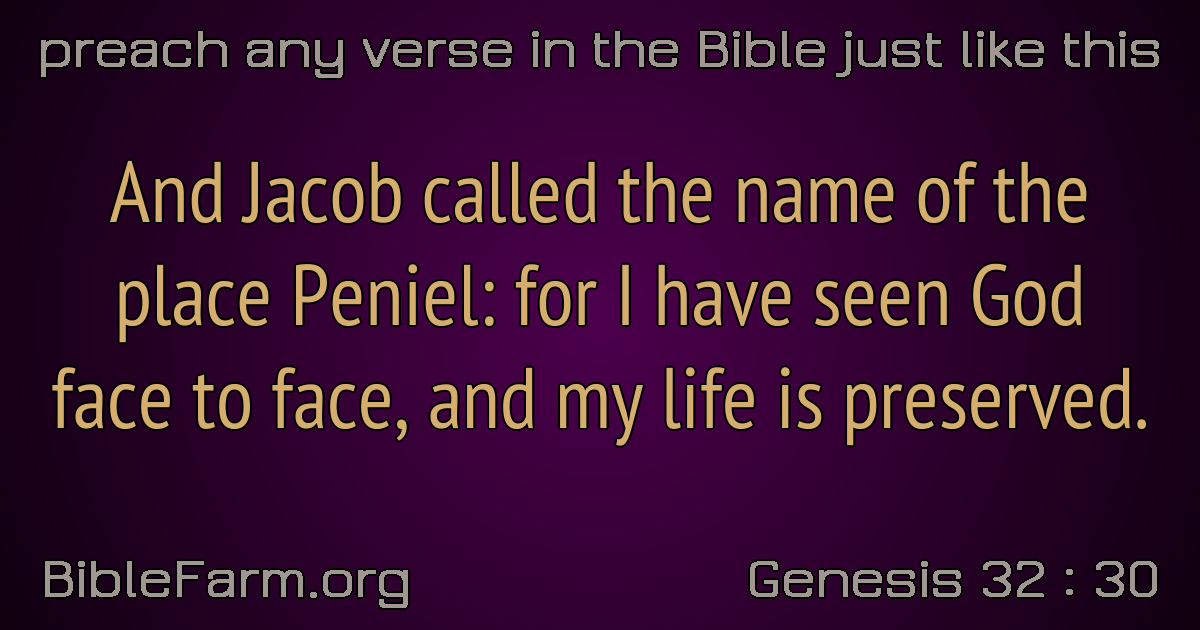 preach any verse in the Bible just like this
And Jacob called the name of the
place Peniel: for I have seen God
face to face, and my life is preserved.
BibleFarm.org
Genesis 32 : 30